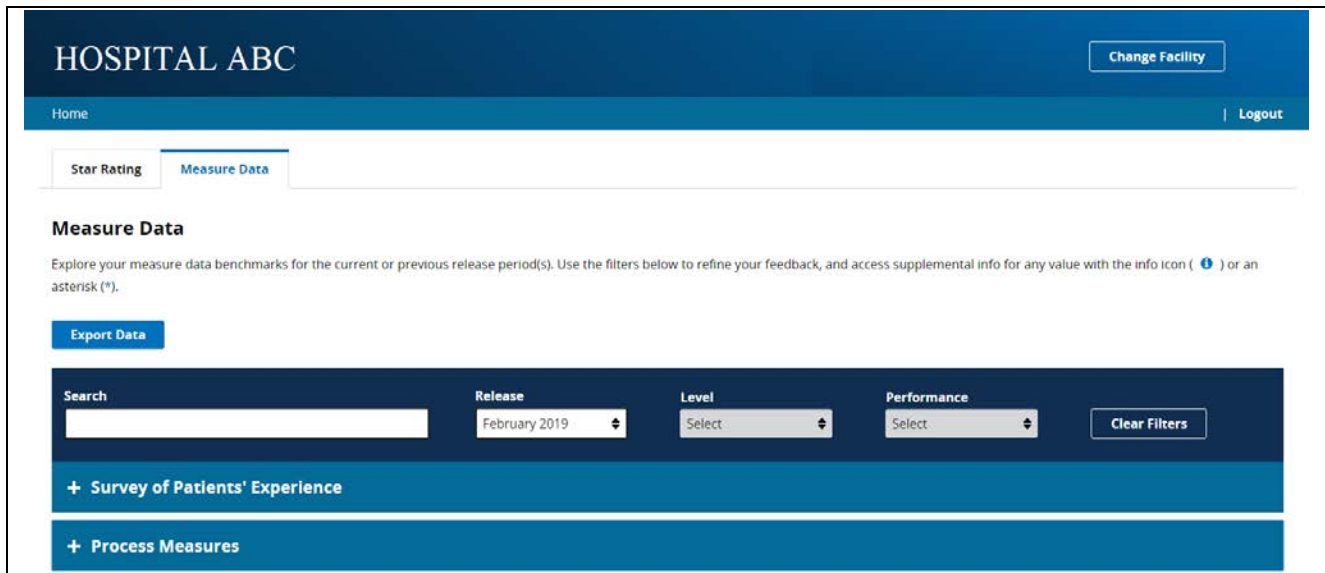 HOSPITAL ABC
Change Facility
Home
| Logout
Star Rating
Measure Data
Measure Data
Explore your measure data benchmarks for the current or previous release period(s). Use the filters below to refine your feedback, and access supplemental info for any value with the info icon ( i ) or an
asterisk (*).
Export Data
Search
Release
Level
Performance
February 2019
Select
Select
Clear Filters
+ Survey of Patients' Experience
+ Process Measures